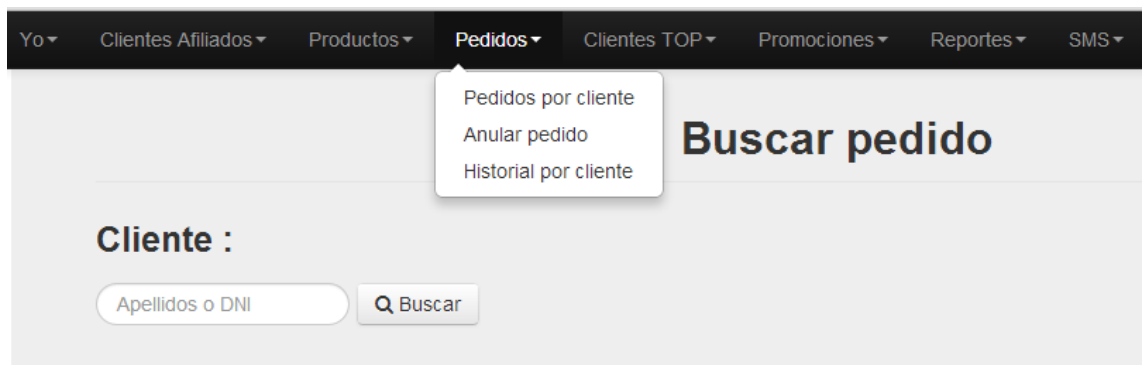 Yo Clientes Afiliados Productos Pedidos Clientes TOP Promociones Reportes SMS
Pedidos por cliente
Anular pedido
Historial por cliente
Buscar pedido
Cliente :
Apellidos o DNI Buscar